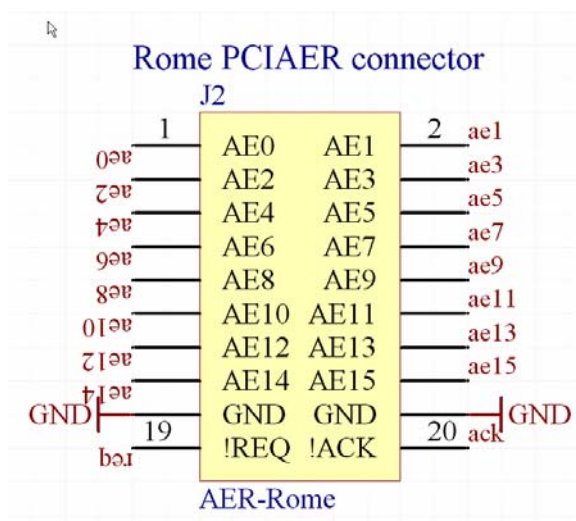 Rome PCIAER connector
J2
1 2 ae1
ae0 AE0 AE1
ae3
ae2 AE2 AE3
ae5
ae4 AE4 AE5
ae7
ae6 AE6 AE7
ae9
ae8 AE8 AE9
ae11
ae10 AE10 AE11
ae13
ae12 AE12 AE13
ae15
ae14 AE14 AE15
GND GND GND GND
19 20 ack
req !REQ !ACK
AER-Rome